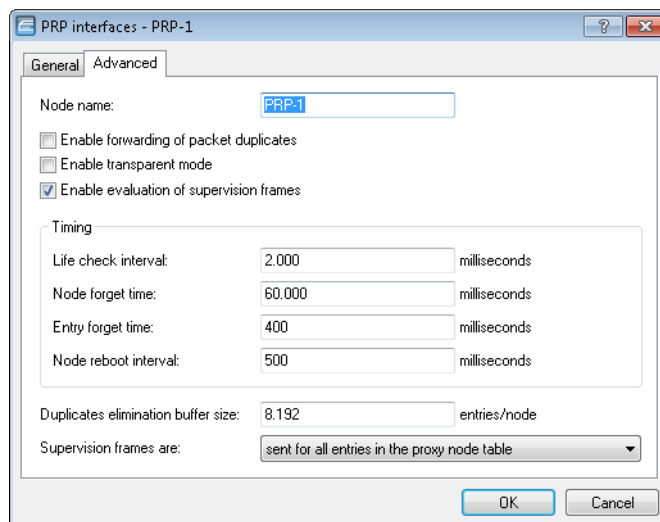 PRP interfaces - PRP-1
General Advanced
Node name: PRP-1
Enable forwarding of packet duplicates
Enable transparent mode
Enable evaluation of supervision frames
Timing
Life check interval: 2.000 milliseconds
Node forget time: 60.000 milliseconds
Entry forget time: 400 milliseconds
Node reboot interval: 500 milliseconds
Duplicates elimination buffer size: 8.192 entries/node
Supervision frames are: sent for all entries in the proxy node table
OK Cancel